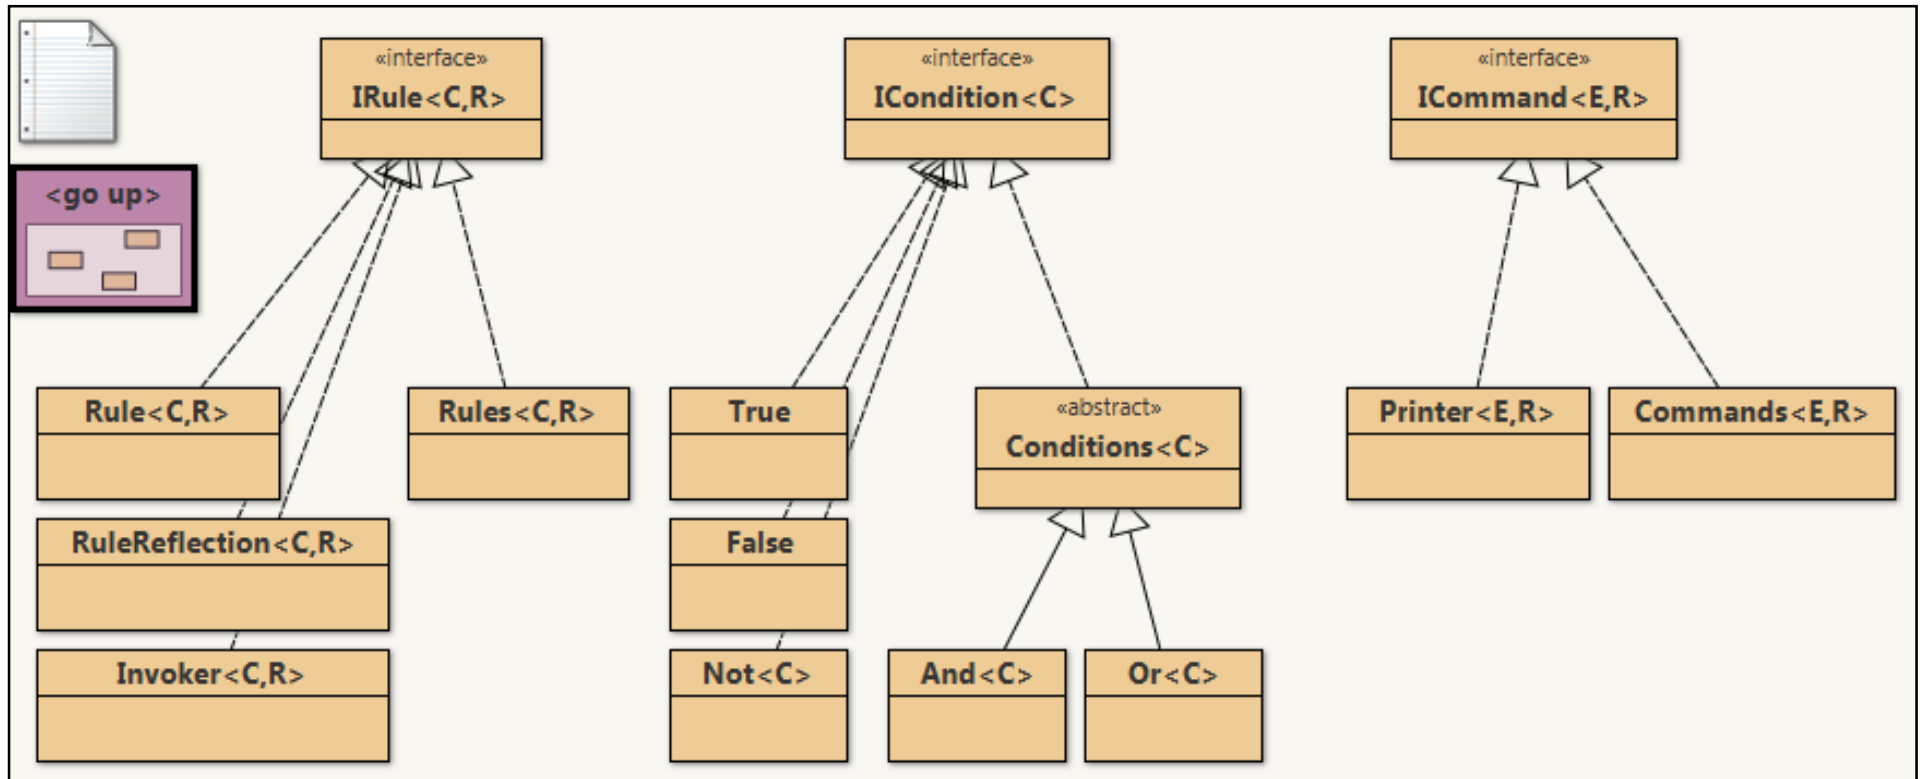 «interface»
IRule<C,R>
«interface»
ICondition<C>
«interface»
ICommand<E,R>
<go up>
Rule<C,R>
Rules<C,R>
True
«abstract»
Conditions<C>
Printer<E,R>
Commands<E,R>
RuleReflection<C,R>
False
Invoker<C,R>
Not<C>
And<C>
Or<C>